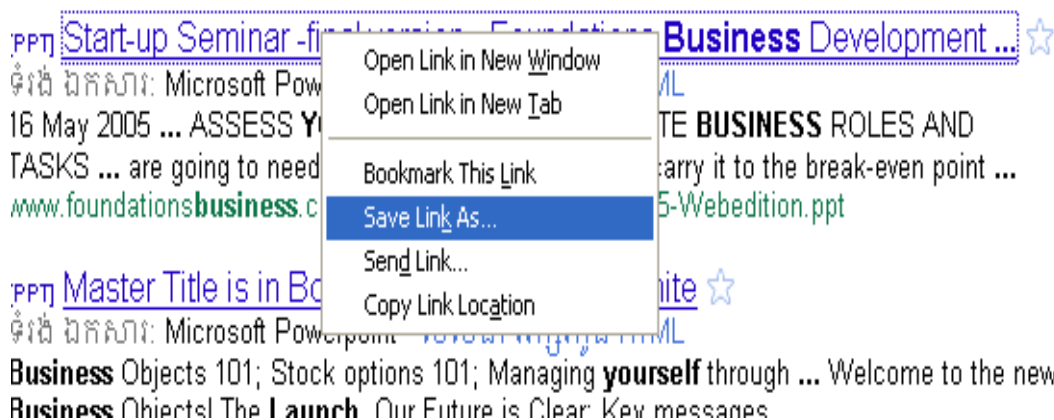 [PPT] Start-up Seminar -fi Business Development ...
ទំរង់ ឯកសារ: Microsoft Pow ML
16 May 2005 ... ASSESS TE BUSINESS ROLES AND
TASKS ... are going to need carry it to the break-even point ...
www.foundationsbusiness.c 5-Webedition.ppt
Open Link in New Window
Open Link in New Tab
Bookmark This Link
Save Link As...
Send Link...
Copy Link Location
[PPT] Master Title is in Bo
ទំរង់ ឯកសារ: Microsoft Powerpoint HTML
Business Objects 101; Stock options 101; Managing yourself through ... Welcome to the new
Business Objects! The Launch. Our Future is Clear: Key messages